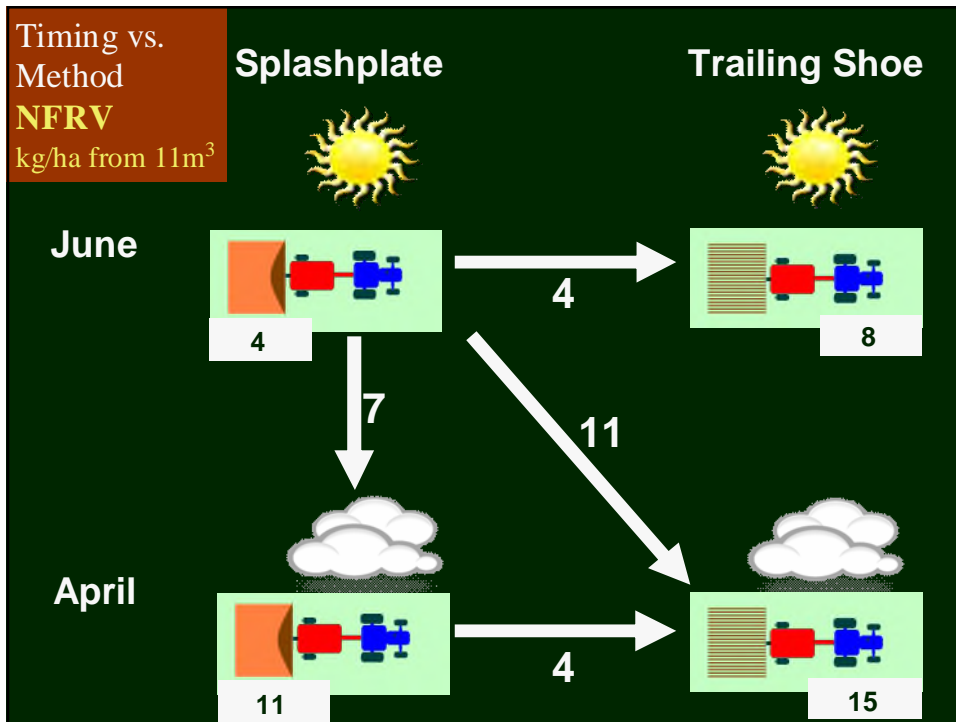 Timing vs.
Method
NFRV
kg/ha from 11m³
Splashplate
Trailing Shoe
June
4
4
8
7
11
April
11
4
15